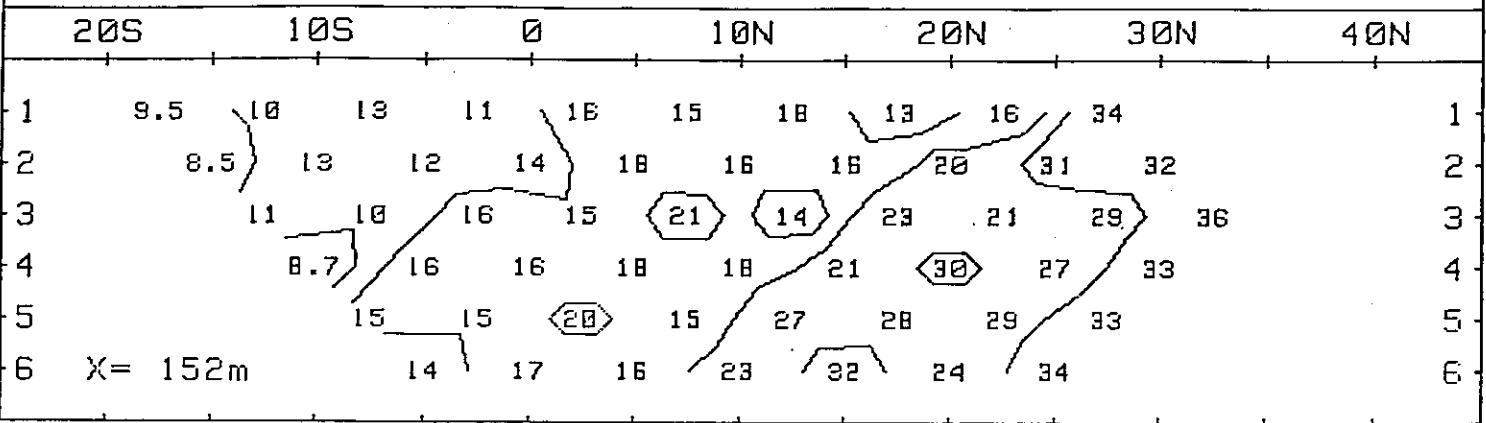 20S 10S 0 10N 20N 30N 40N
1 9.5 10 13 11 16 15 18 13 16 34 1
2 8.5 13 12 14 18 16 16 20 31 32 2
3 11 10 16 15 21 14 23 21 29 36 3
4 8.7 16 16 18 18 21 30 27 33 4
5 15 15 20 15 27 28 29 33 5
6 X= 152m 14 17 16 23 32 24 34 6